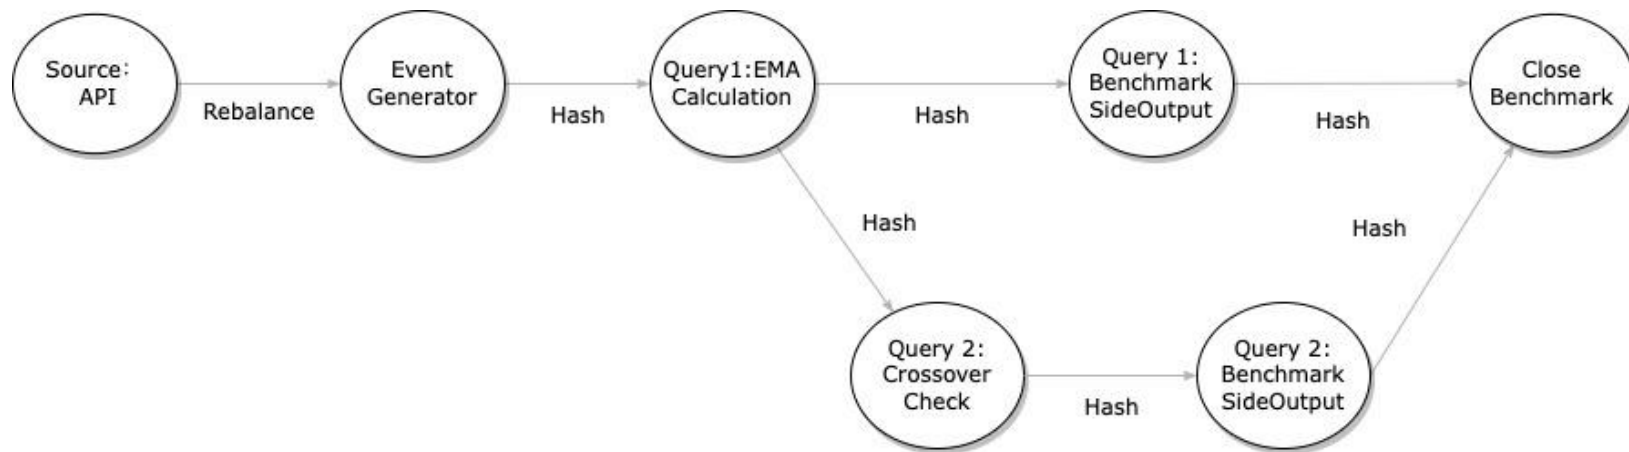 Source:
API
Rebalance
Event
Generator
Hash
Query1:EMA
Calculation
Hash
Query 1:
Benchmark
SideOutput
Hash
Close
Benchmark
Hash
Hash
Query 2:
Crossover
Check
Hash
Query 2:
Benchmark
SideOutput